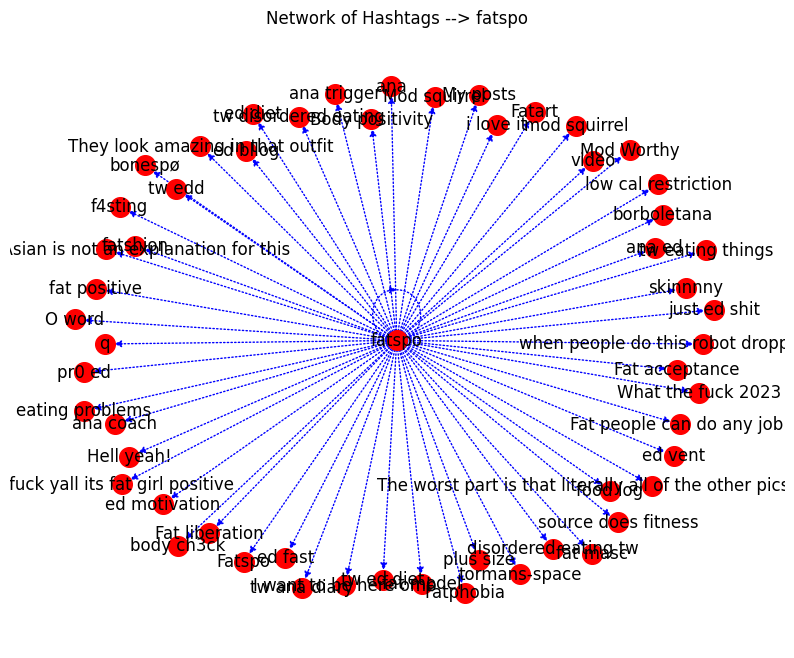 Network of Hashtags --> fatspo
ana
ana trigger
Mod squirrel
My posts
ed diet
tw disordered eating
Body positivity
i love it
Fatart
mod squirrel
They look amazing in that outfit
ed bllog
Mod Worthy
video
bonespø
tw edd
low cal restriction
f4sting
borboletana
Asian is not an explanation for this
fatshion
ana ed
tw eating things
fat positive
skinnnny
just ed shit
O word
fatspo
q
when people do this robot dropp
pr0 ed
Fat acceptance
What the fuck 2023
eating problems
ana coach
Fat people can do any job
Hell yeah!
ed vent
fuck yall its fat girl positive
The worst part is that literally all of the other pics
food log
ed motivation
source does fitness
Fat liberation
body ch3ck
disordered eating tw
fat masc
Fatspo
ed fast
plus size
tormans-space
tw ana diary
I want to be here omg
tw ed diet
fatphobia